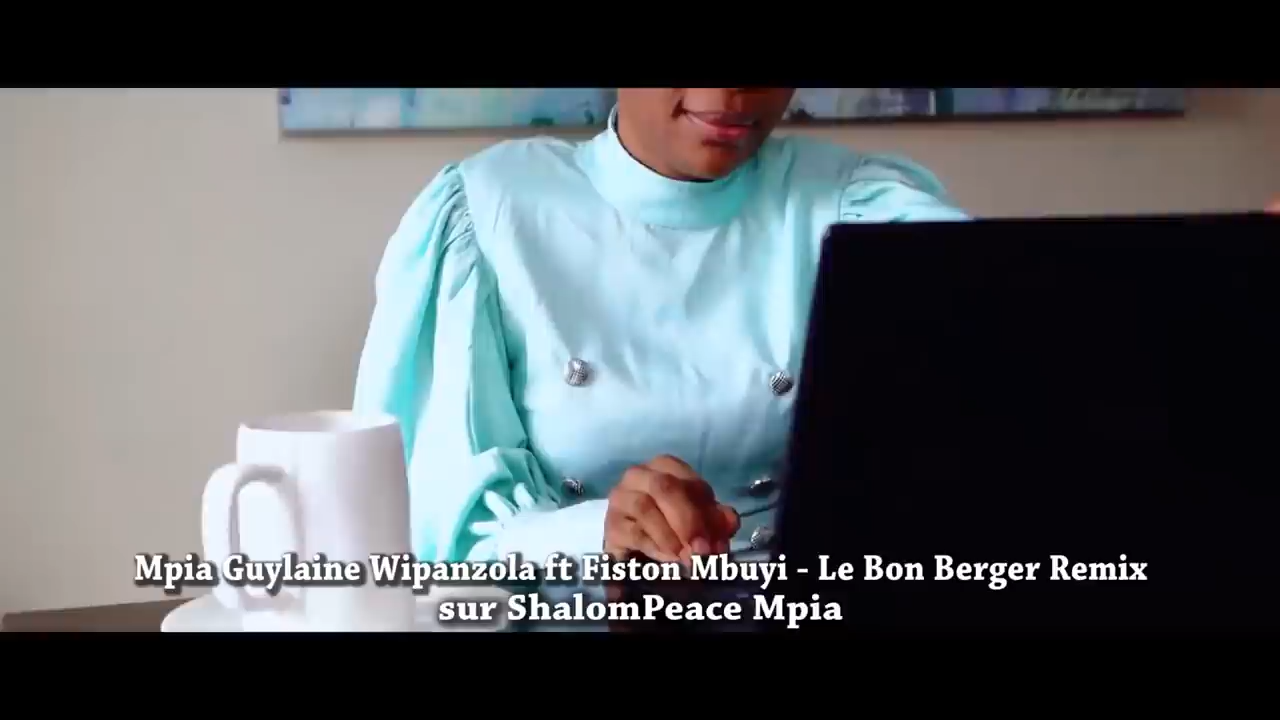 Mpia Guylaine Wipanzola ft Fiston Mbuyi - Le Bon Berger Remix
sur ShalomPeace Mpia